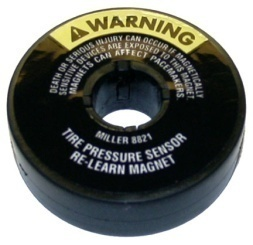 WARNING
DEATH OR SERIOUS INJURY CAN OCCUR IF MAGNETICALLY
SENSITIVE DEVICES ARE EXPOSED TO THIS MAGNET.
MAGNETS CAN AFFECT PACEMAKERS.
MILLER 8821
TIRE PRESSURE SENSOR
RE-LEARN MAGNET